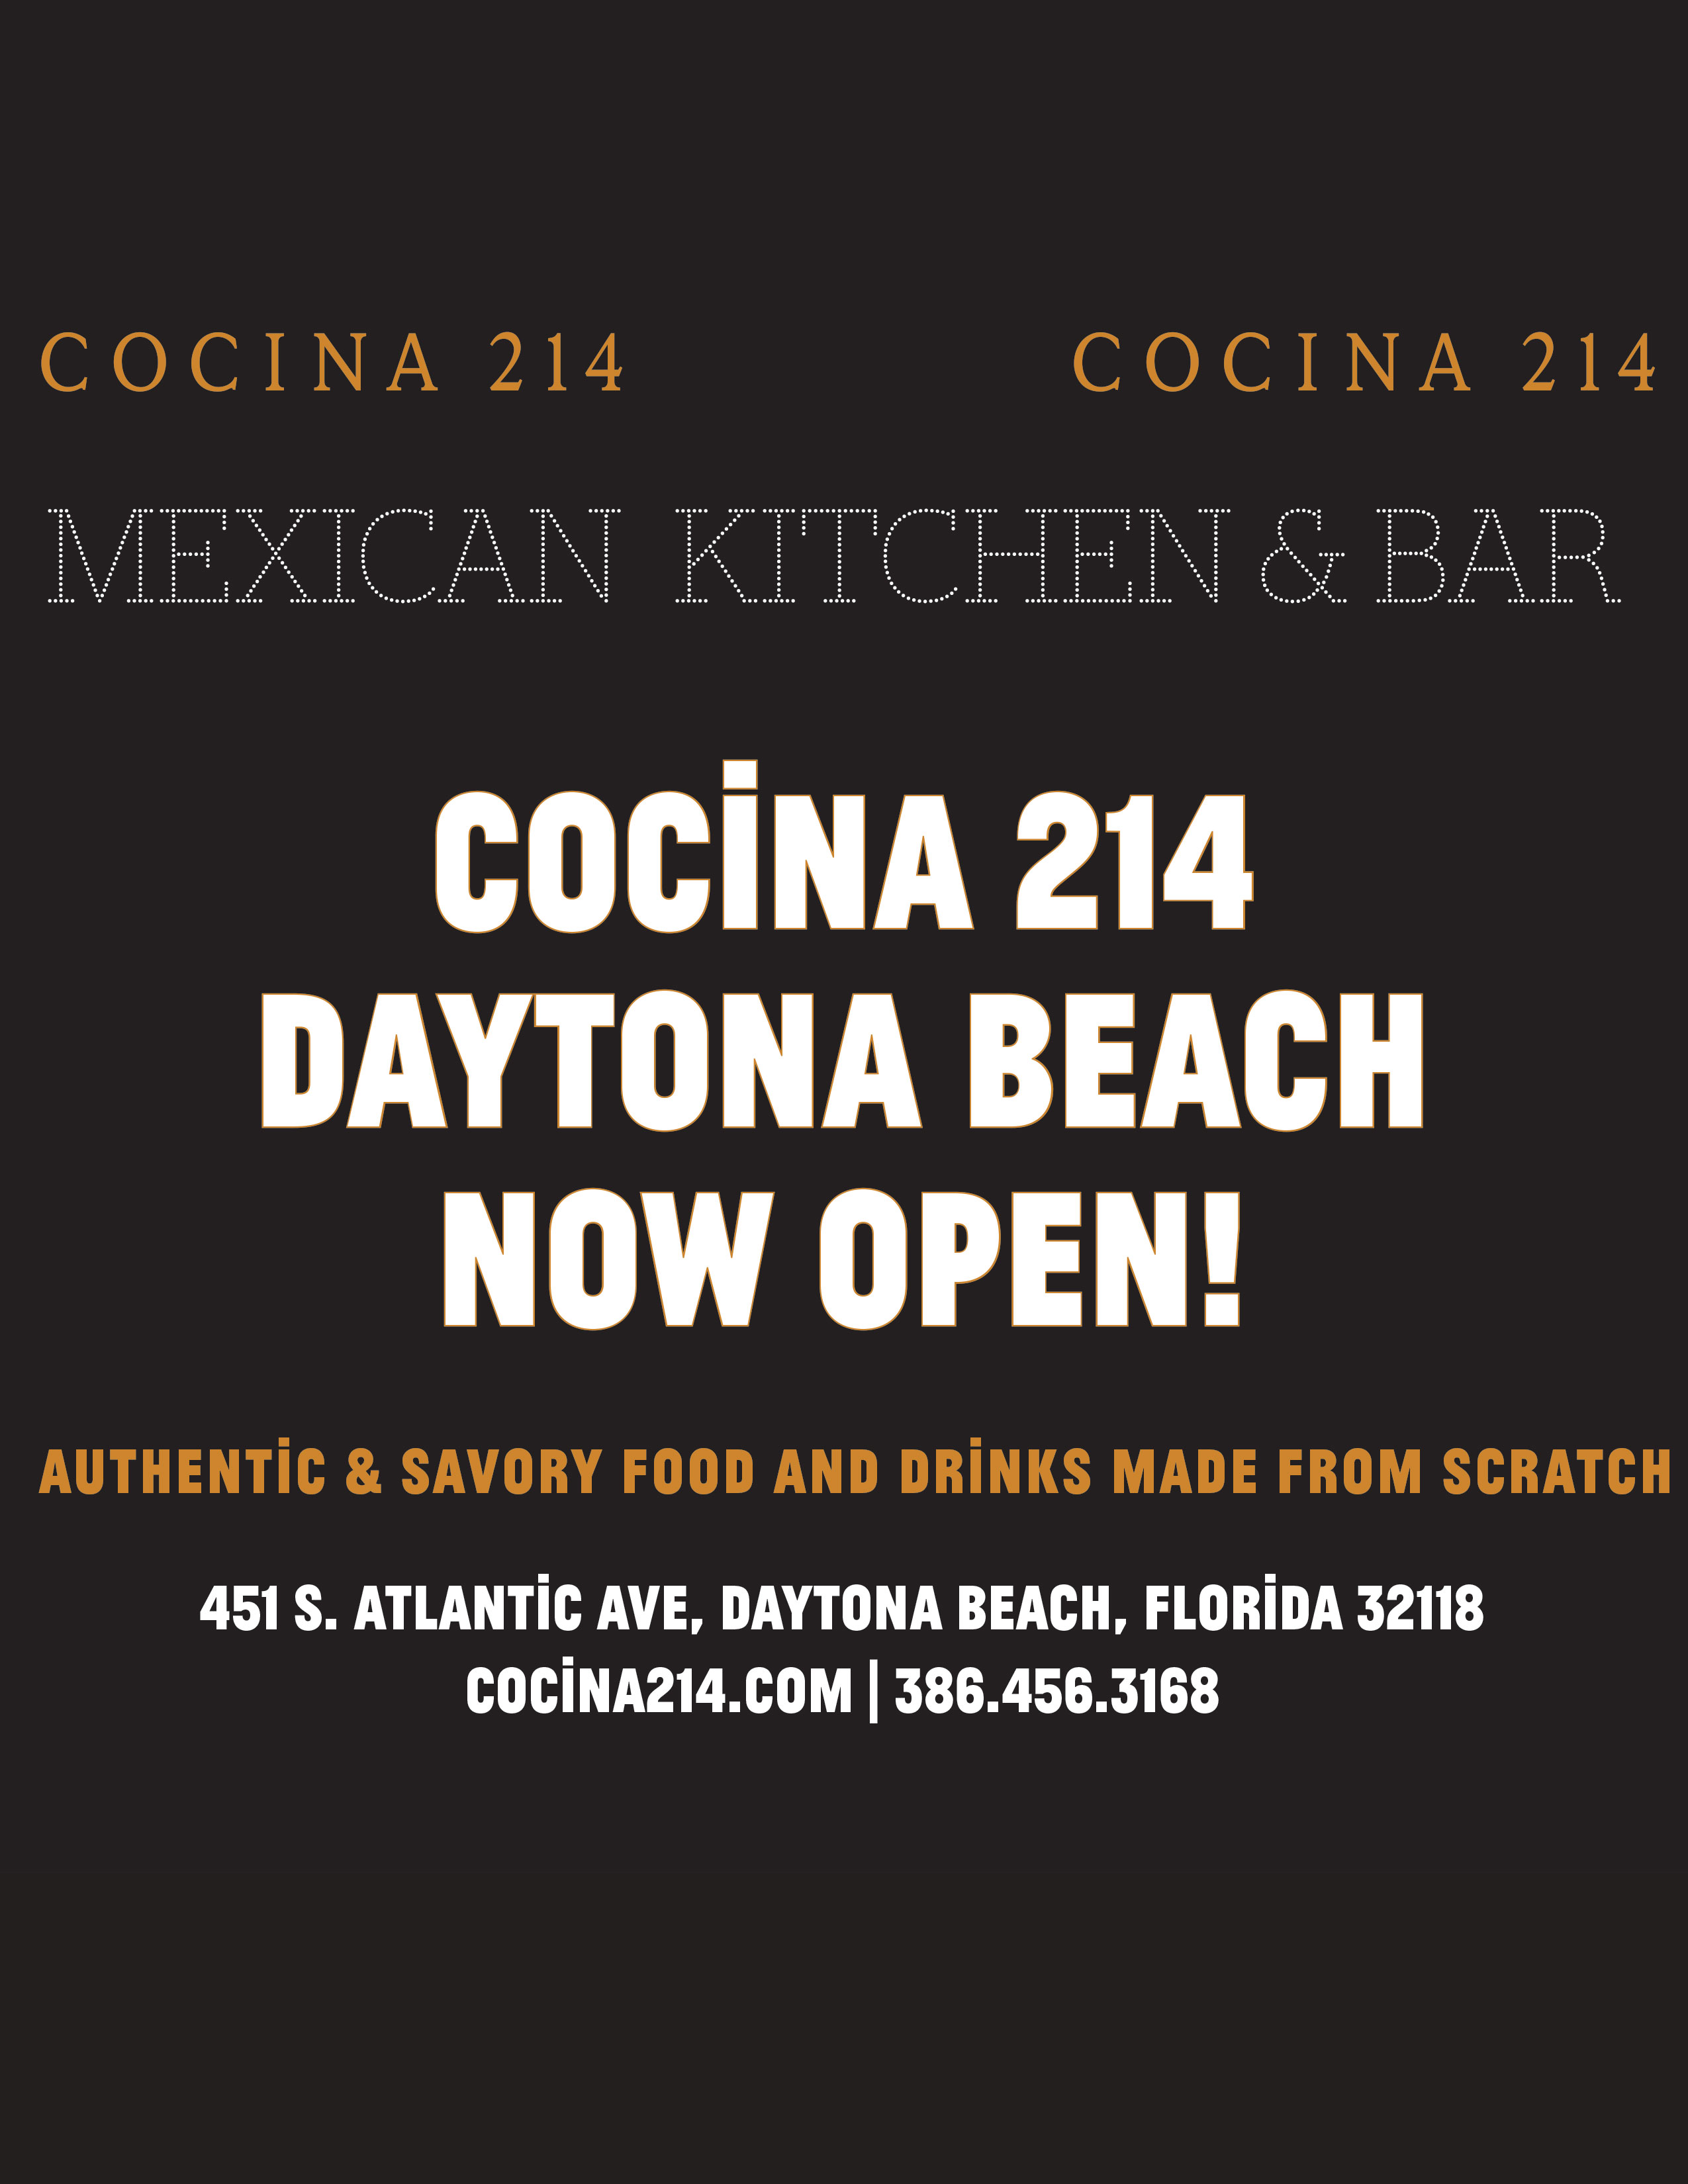 COCINA 214 COCINA 214
MEXICAN KITCHEN & BAR
COCİNA 214
DAYTONA BEACH
NOW OPEN!
AUTHENTİC & SAVORY FOOD AND DRİNKS MADE FROM SCRATCH
451 S. ATLANTİC AVE, DAYTONA BEACH, FLORİDA 32118
COCİNA214.COM | 386.456.3168